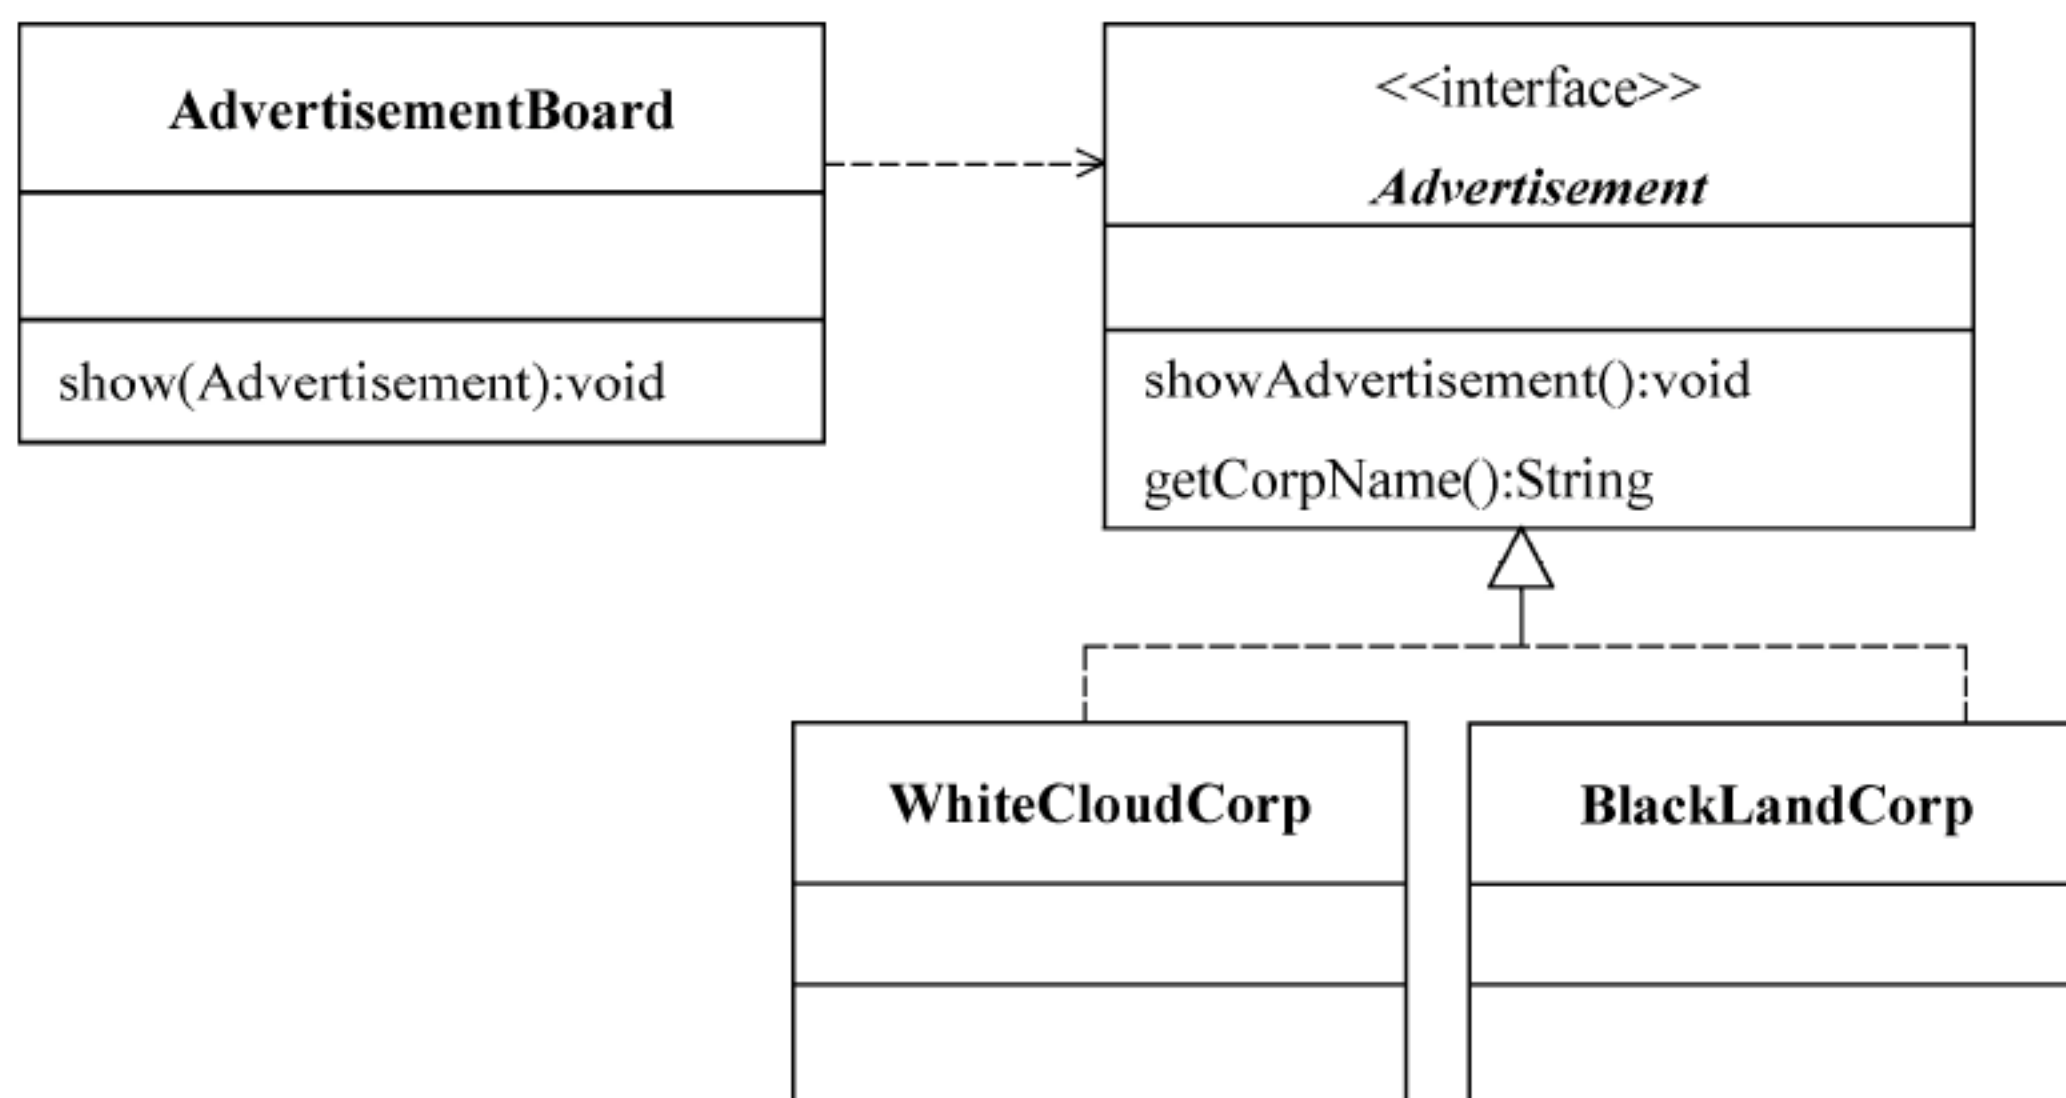 AdvertisementBoard
show(Advertisement):void
<<interface>>
Advertisement
showAdvertisement():void
getCorpName():String
WhiteCloudCorp
BlackLandCorp